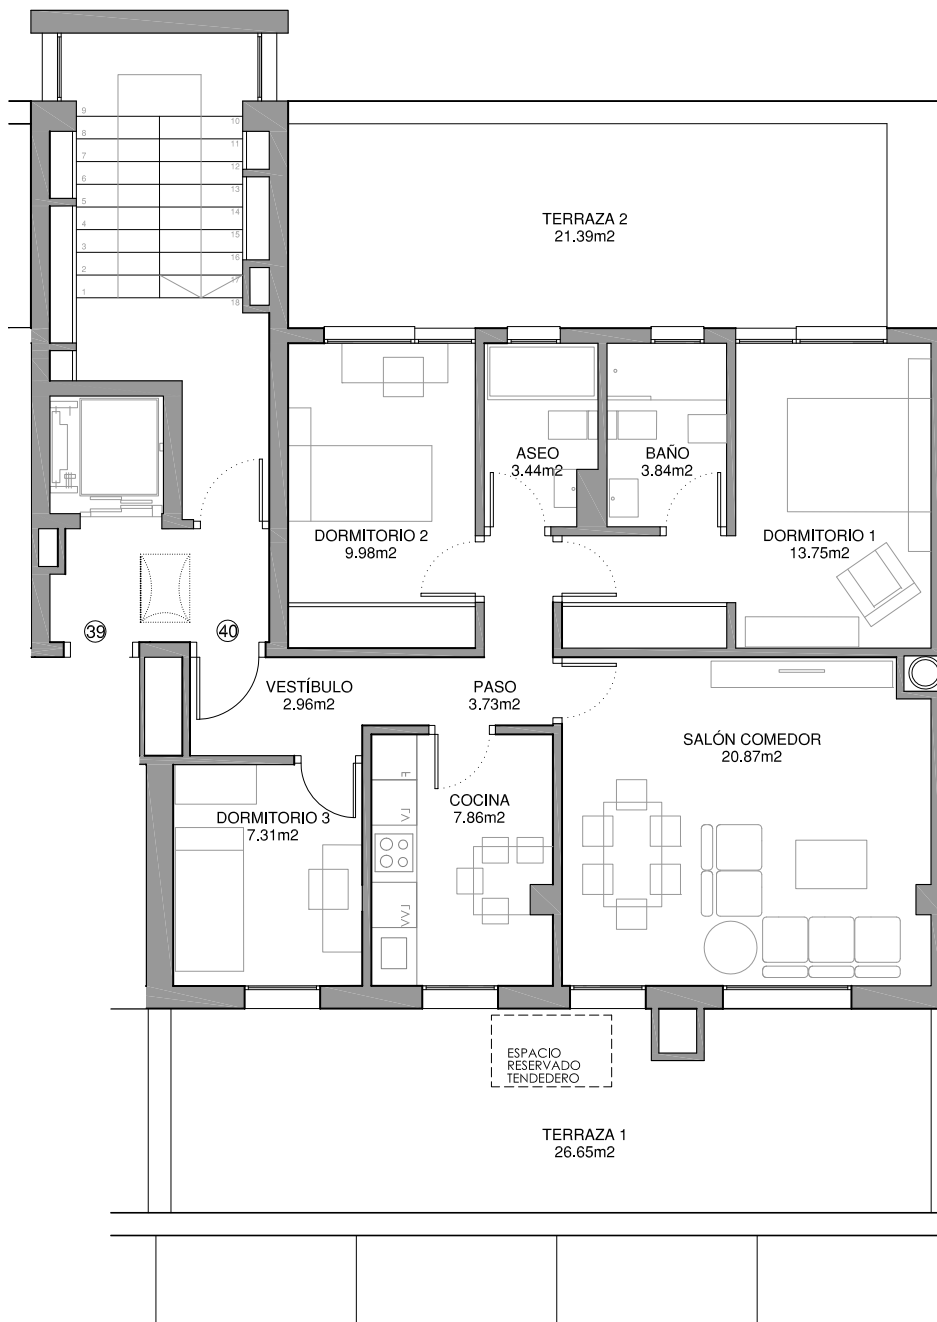 9
10
8
11
7
12
6
13
5
14
4
15
3
16
2
17
1
18
TERRAZA 2
21.39m2
ASEO
3.44m2
BAÑO
3.84m2
DORMITORIO 2
9.98m2
DORMITORIO 1
13.75m2
39
40
VESTÍBULO
2.96m2
PASO
3.73m2
SALÓN COMEDOR
20.87m2
F
LV
COCINA
7.86m2
DORMITORIO 3
7.31m2
LVV
ESPACIO
RESERVADO
TENDEDERO
TERRAZA 1
26.65m2